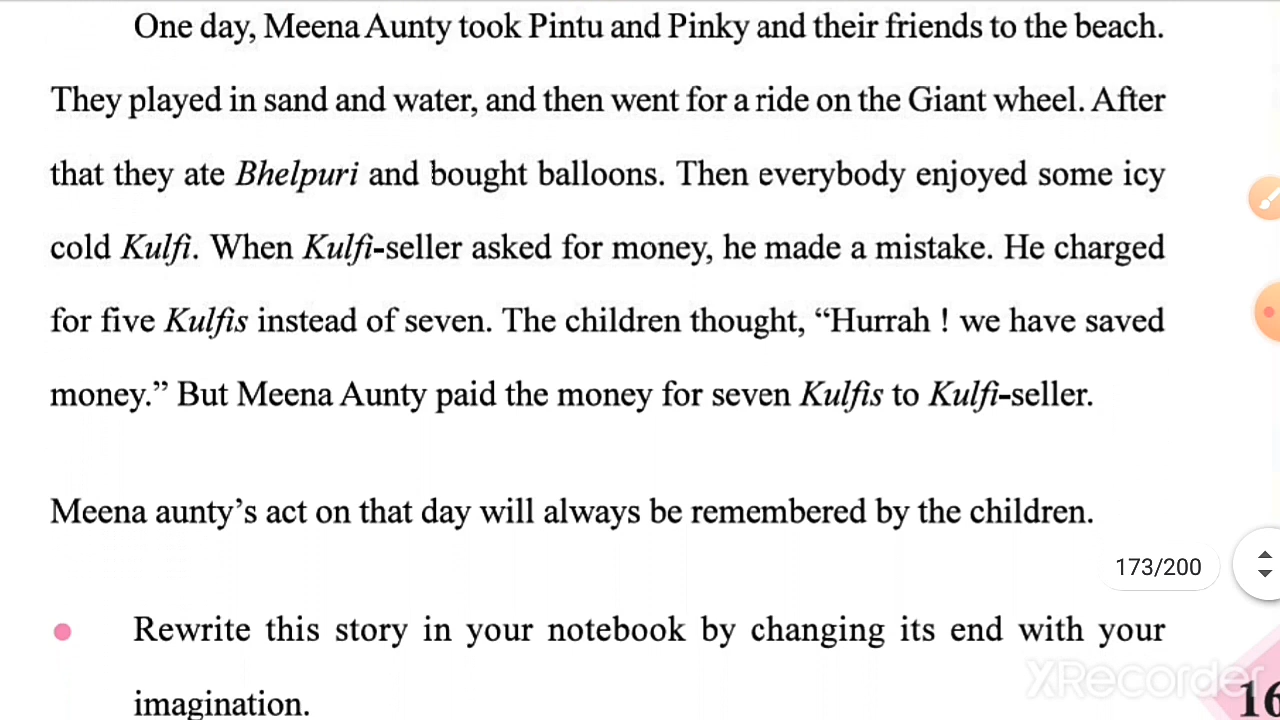 One day, Meena Aunty took Pintu and Pinky and their friends to the beach.
They played in sand and water, and then went for a ride on the Giant wheel. After
that they ate Bhelpuri and bought balloons. Then everybody enjoyed some icy
cold Kulfi. When Kulfi-seller asked for money, he made a mistake. He charged
for five Kulfis instead of seven. The children thought, “Hurrah ! we have saved
money.” But Meena Aunty paid the money for seven Kulfis to Kulfi-seller.
Meena aunty’s act on that day will always be remembered by the children.
173/200
Rewrite this story in your notebook by changing its end with your
imagination.
XRecorder